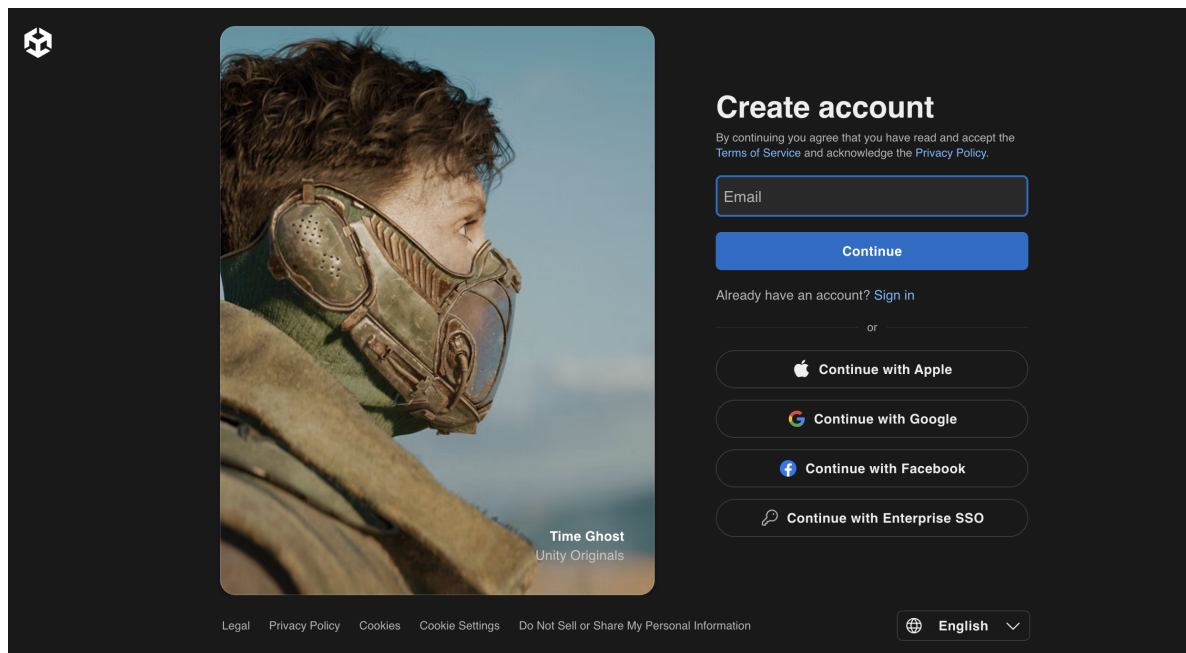 Create account
By continuing you agree that you have read and accept the
Terms of Service and acknowledge the Privacy Policy.
Email
Continue
Already have an account? Sign in
or
Continue with Apple
Continue with Google
Continue with Facebook
Continue with Enterprise SSO
Time Ghost
Unity Originals
Legal Privacy Policy Cookies Cookie Settings Do Not Sell or Share My Personal Information
English